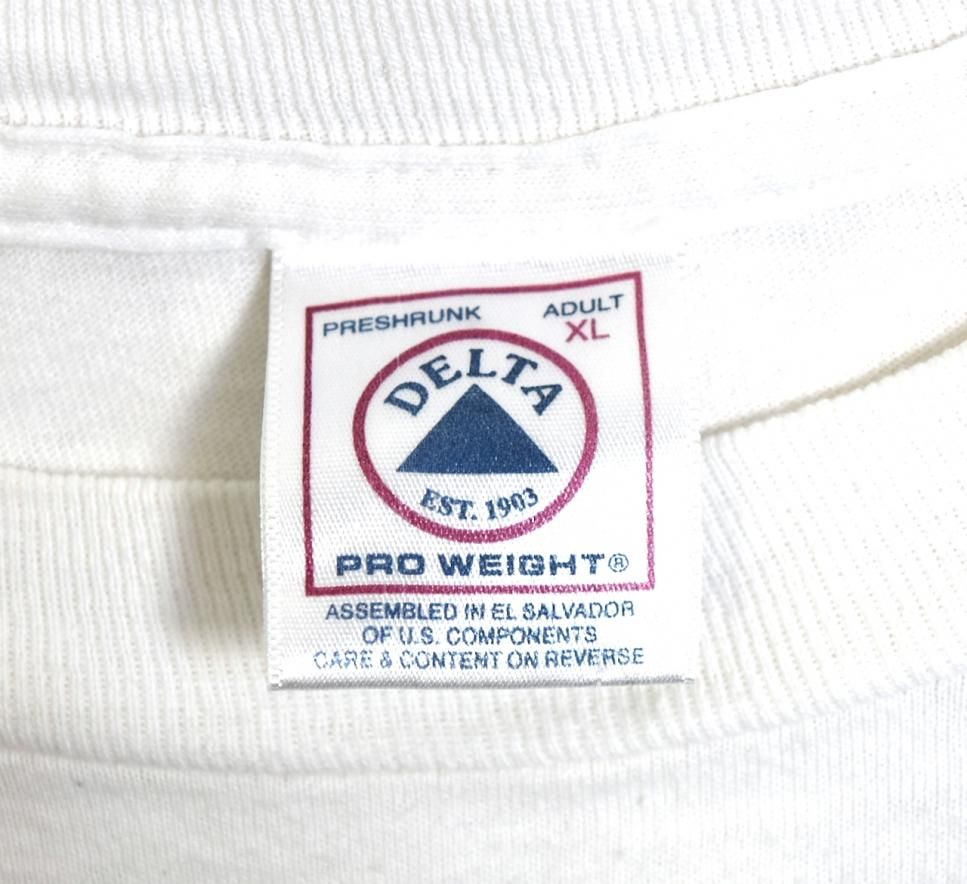 PRESHRUNK ADULT
XL
DELTA
EST. 1903
PRO WEIGHT®
ASSEMBLED IN EL SALVADOR
OF U.S. COMPONENTS
CARE & CONTENT ON REVERSE